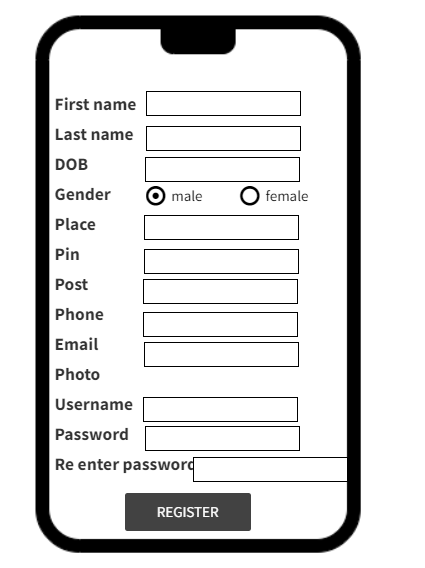 First name
Last name
DOB
Gender male female
Place
Pin
Post
Phone
Email
Photo
Username
Password
Re enter password
REGISTER